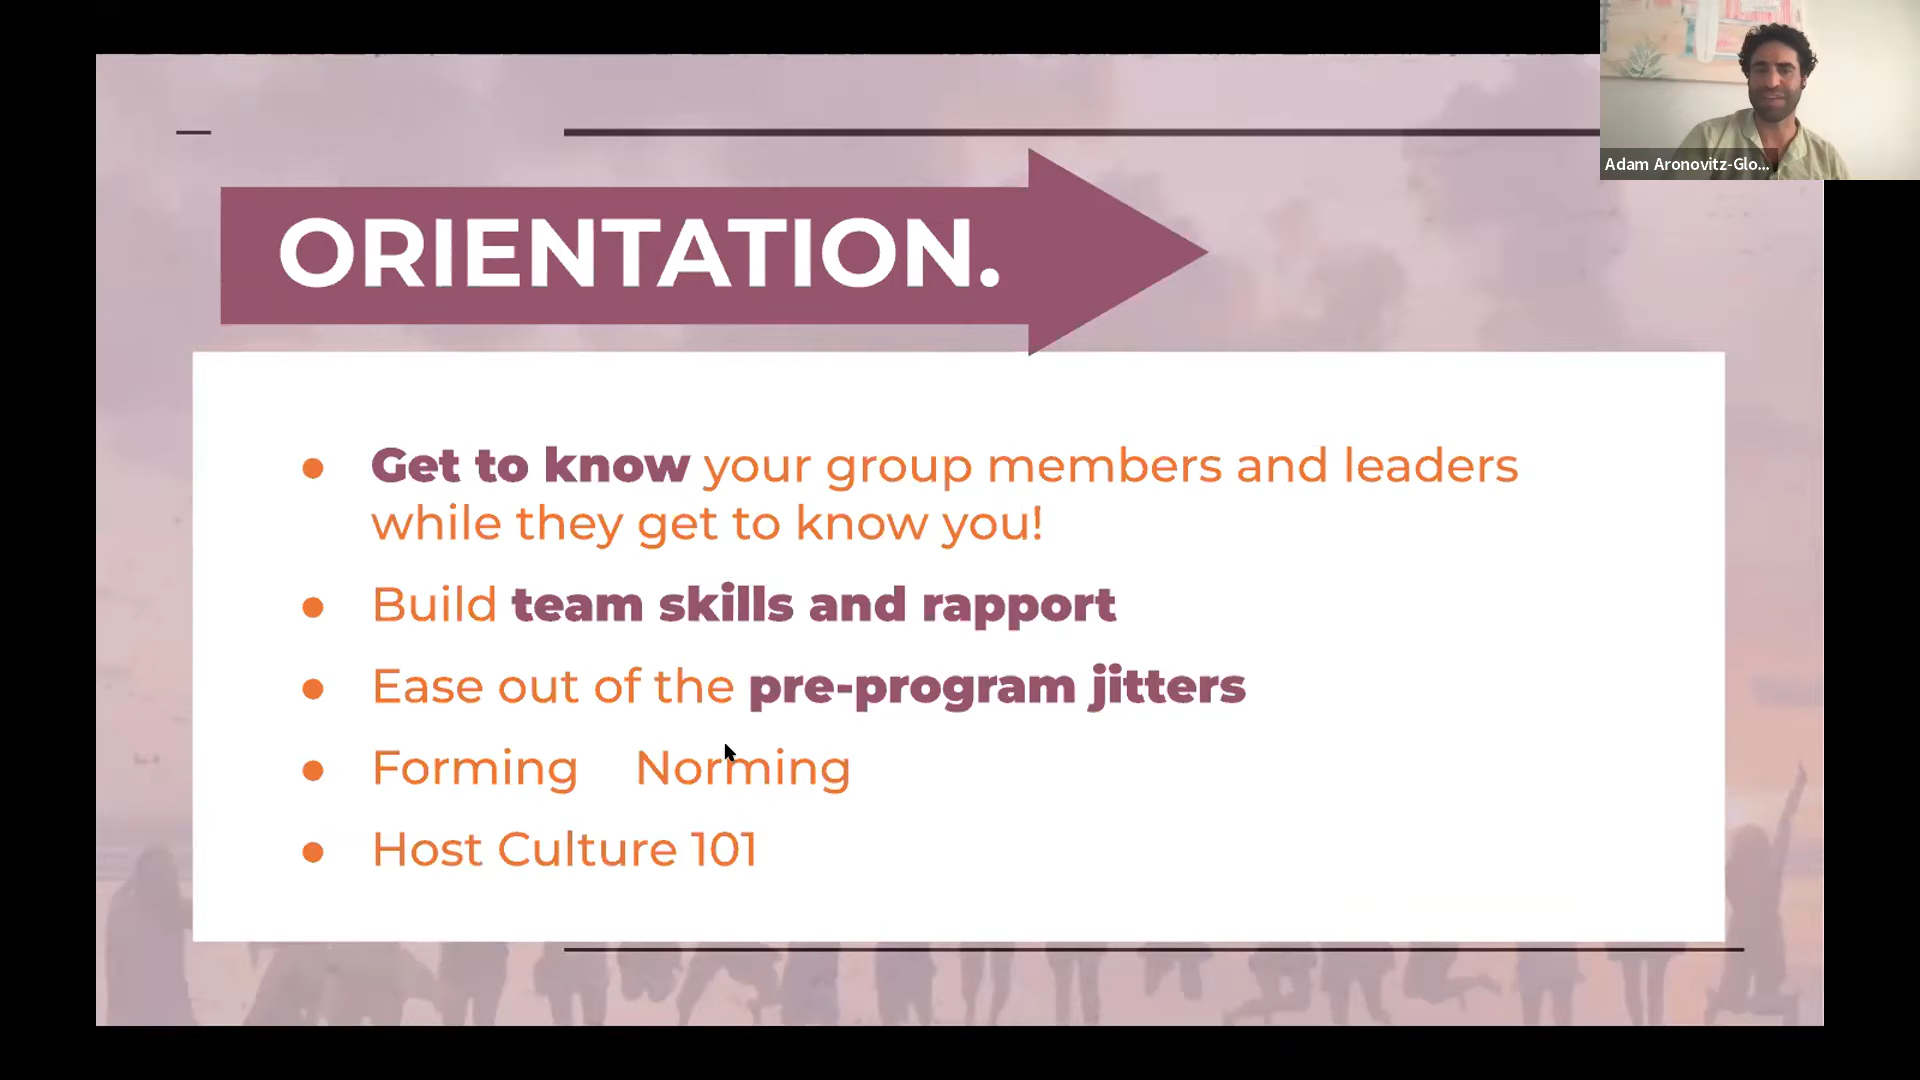 Adam Aronovitz-Glo...
ORIENTATION.
● Get to know your group members and leaders
while they get to know you!
● Build team skills and rapport
● Ease out of the pre-program jitters
● Forming Norming
● Host Culture 101